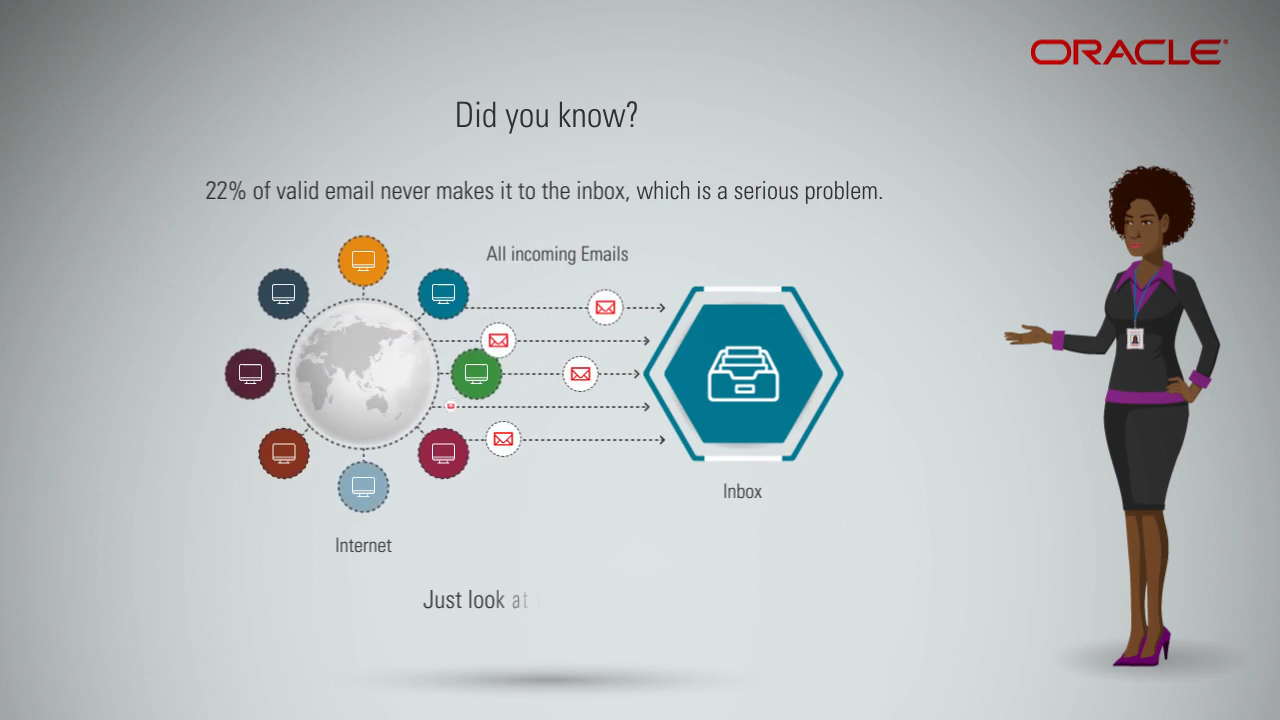 ORACLE
Did you know?
22% of valid email never makes it to the inbox, which is a serious problem.
All incoming Emails
Inbox
Internet
Just look at